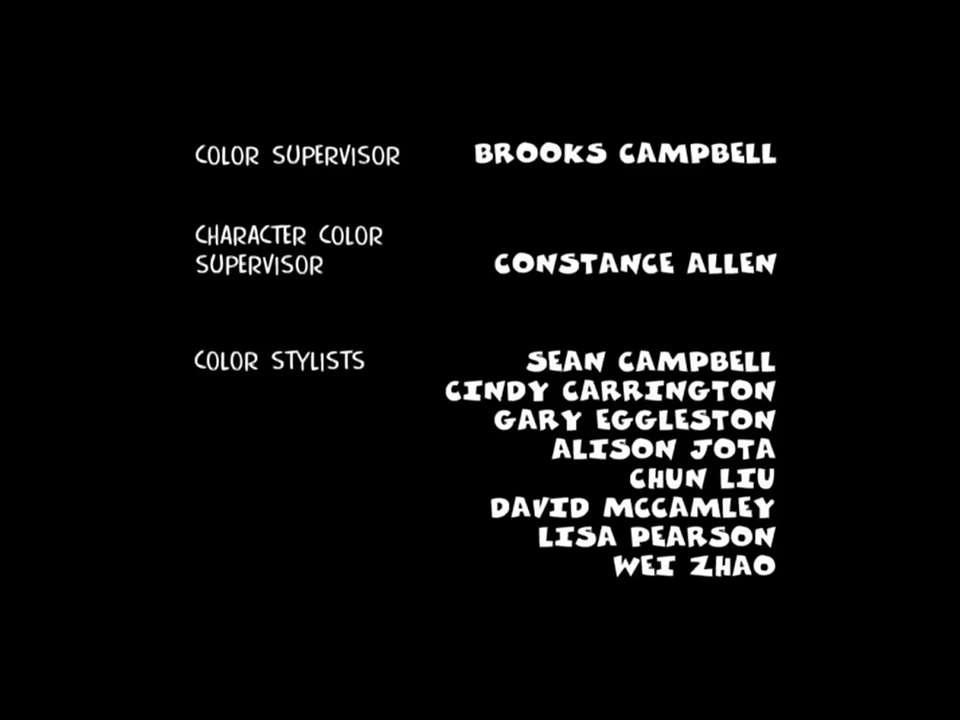 COLOR SUPERVISOR BROOKS CAMPBELL
CHARACTER COLOR
SUPERVISOR CONSTANCE ALLEN
COLOR STYLISTS SEAN CAMPBELL
CINDY CARRINGTON
GARY EGGLESTON
ALISON JOTA
CHUN LIU
DAVID MCCAMLEY
LISA PEARSON
WEI ZHAO